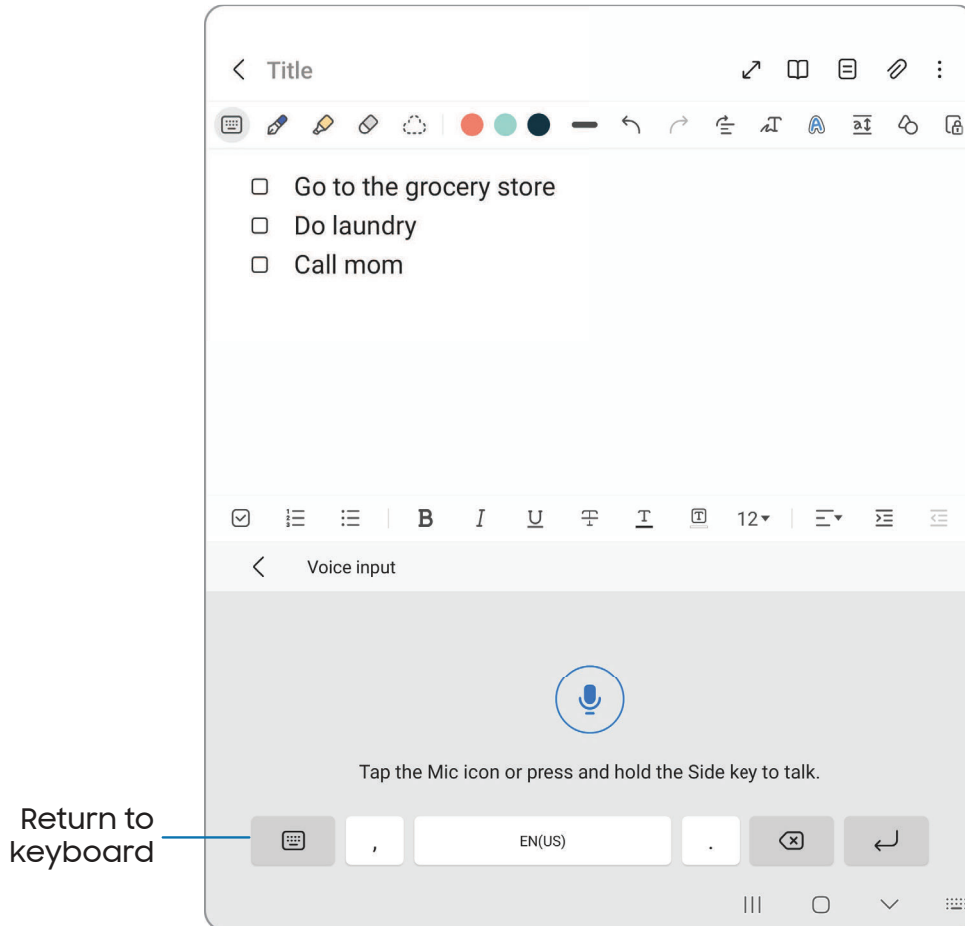 Title
Go to the grocery store
Do laundry
Call mom
B I U T T T 12
Voice input
Tap the Mic icon or press and hold the Side key to talk.
Return to
keyboard
, EN(US) .